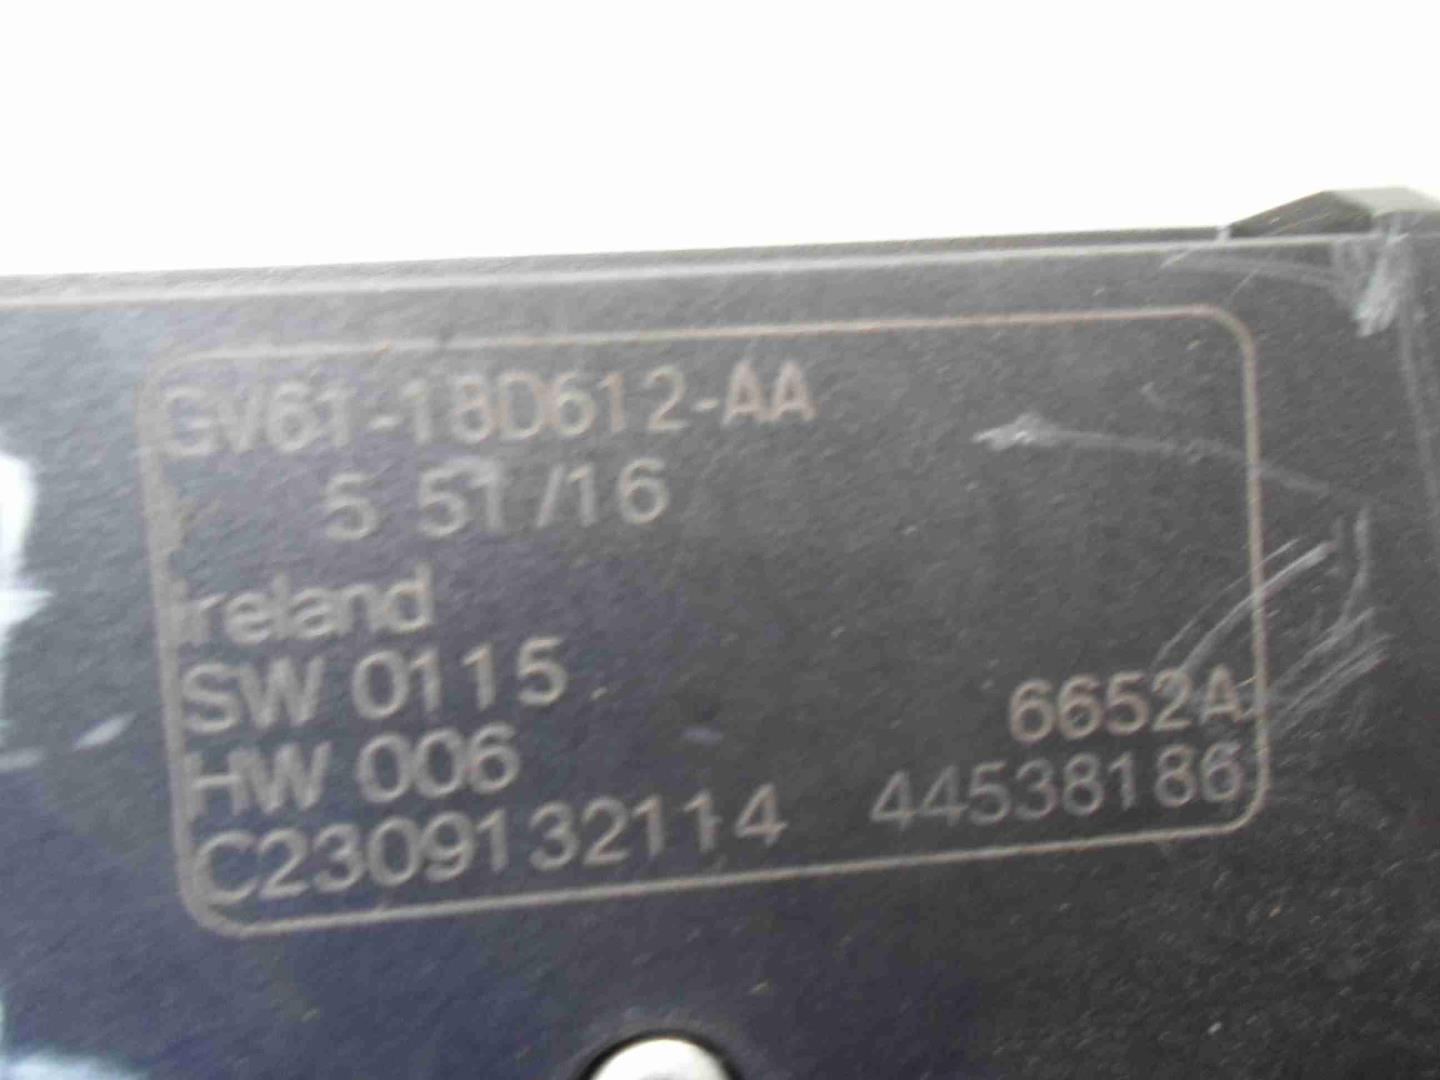 GV61-18D612-AA
5 51/16
Ireland
SW 0115
HW 006 6652A
C2309132114 44538186